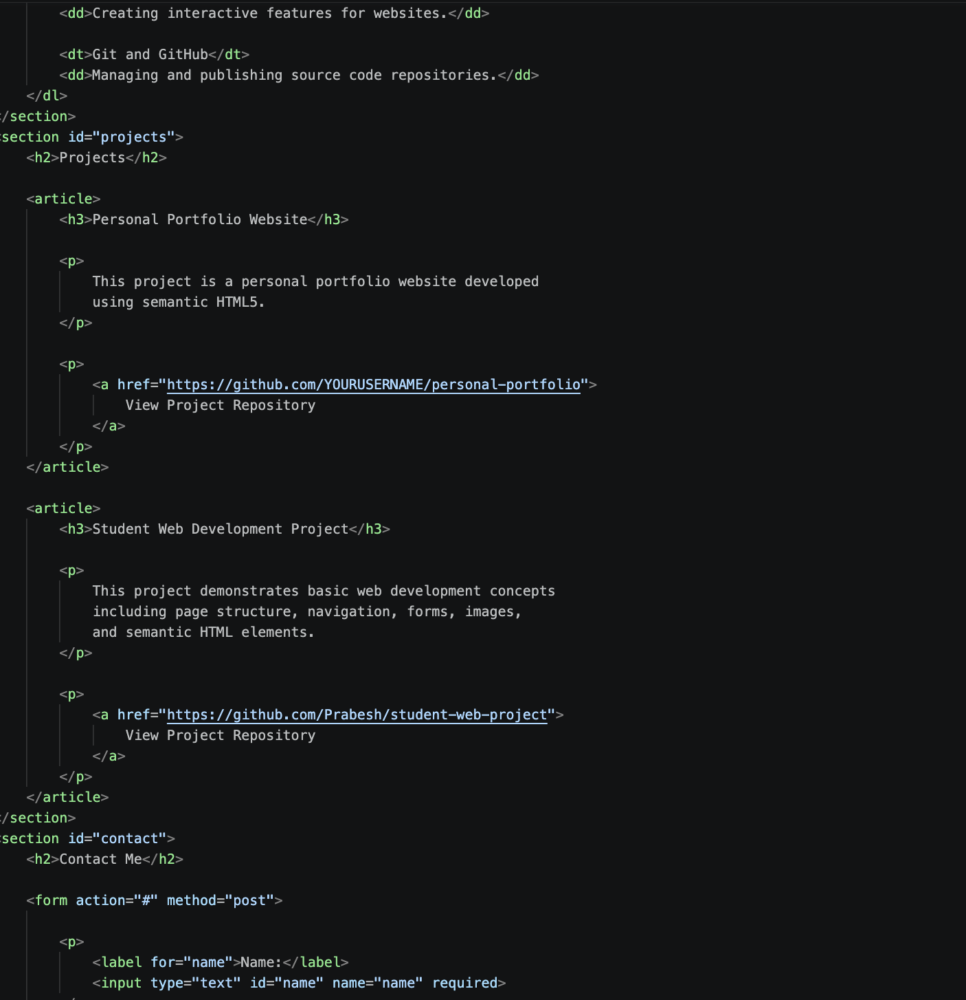 <dd>Creating interactive features for websites.</dd>
<dt>Git and GitHub</dt>
<dd>Managing and publishing source code repositories.</dd>
</dl>
/section>
section id="projects">
<h2>Projects</h2>
<article>
<h3>Personal Portfolio Website</h3>
<p>
This project is a personal portfolio website developed
using semantic HTML5.
</p>
<p>
<a href="https://github.com/YOURUSERNAME/personal-portfolio">
View Project Repository
</a>
</p>
</article>
<article>
<h3>Student Web Development Project</h3>
<p>
This project demonstrates basic web development concepts
including page structure, navigation, forms, images,
and semantic HTML elements.
</p>
<p>
<a href="https://github.com/Prabesh/student-web-project">
View Project Repository
</a>
</p>
</article>
/section>
section id="contact">
<h2>Contact Me</h2>
<form action="#" method="post">
<p>
<label for="name">Name:</label>
<input type="text" id="name" name="name" required>